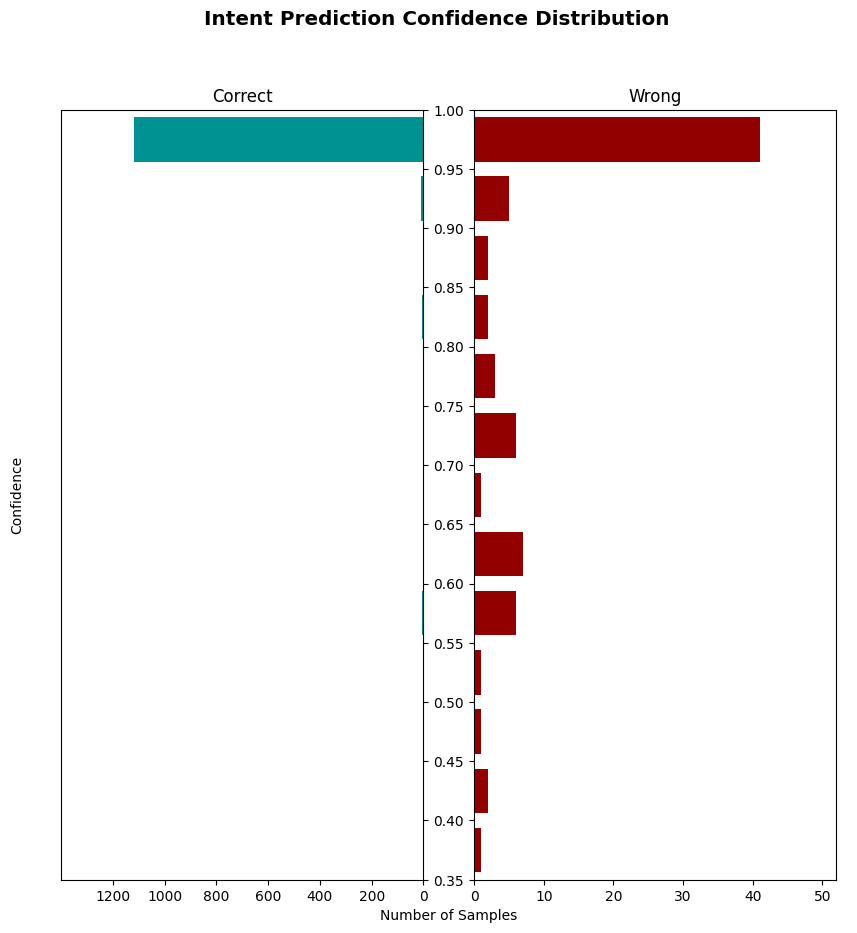 Intent Prediction Confidence Distribution
Correct
Wrong
1.00
0.95
0.90
0.85
0.80
0.75
0.70
0.65
0.60
0.55
0.50
0.45
0.40
0.35
Confidence
1200 1000 800 600 400 200 0
0 10 20 30 40 50
Number of Samples